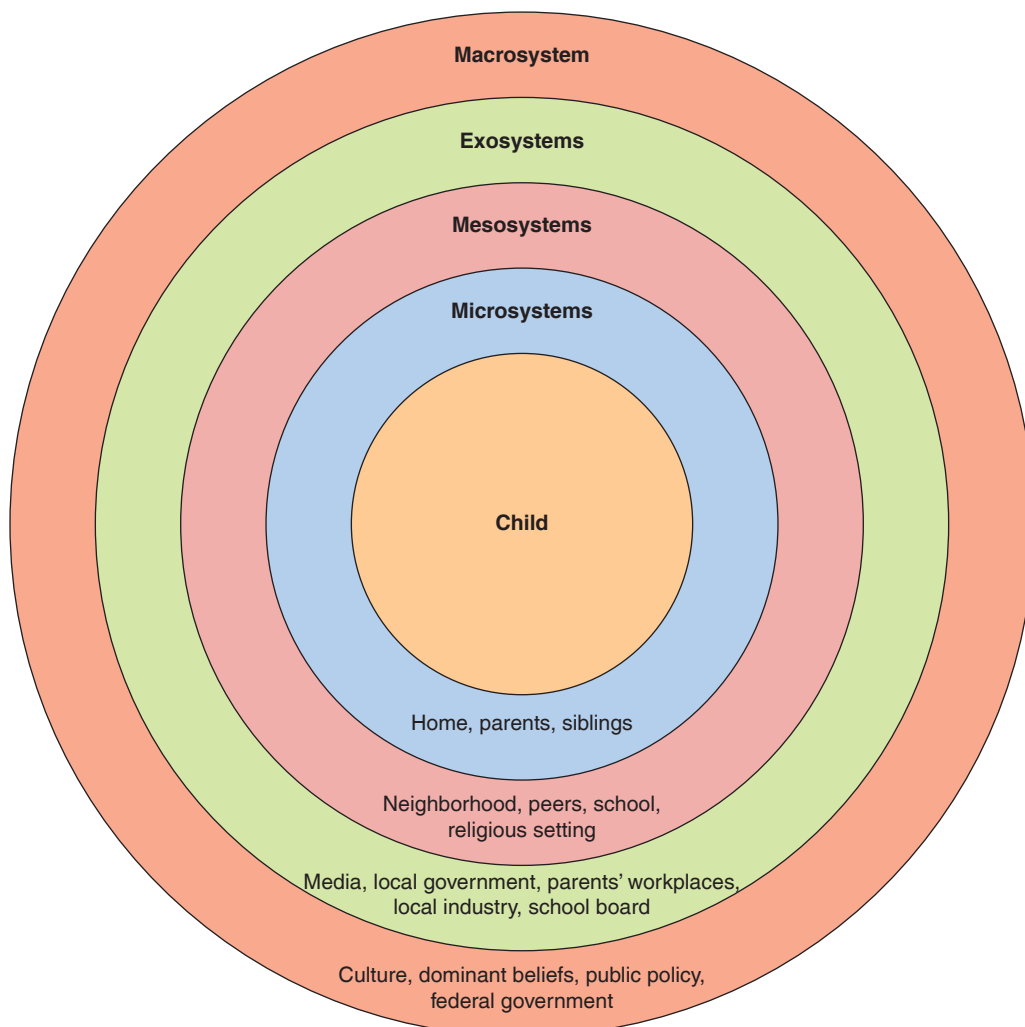 Macrosystem
Exosystems
Mesosystems
Microsystems
Child
Home, parents, siblings
Neighborhood, peers, school,
religious setting
Media, local government, parents’ workplaces,
local industry, school board
Culture, dominant beliefs, public policy,
federal government